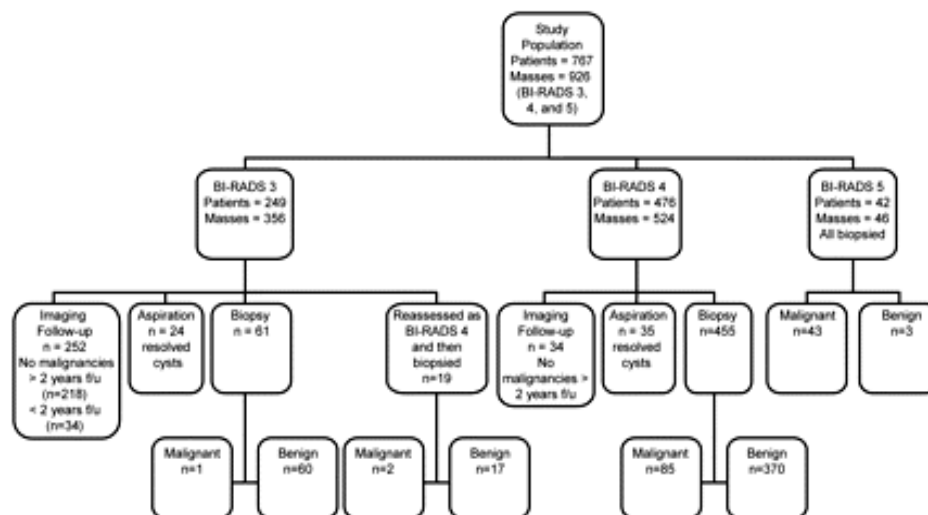 Study
Population
Patients = 767
Masses = 926
(BI-RADS 3,
4, and 5)
BI-RADS 3
Patients = 249
Masses = 356
BI-RADS 4
Patients = 476
Masses = 524
BI-RADS 5
Patients = 42
Masses = 46
All biopsied
Imaging
Follow-up
n = 252
No malignancies
> 2 years f/u
(n=218)
< 2 years f/u
(n=34)
Aspiration
n = 24
resolved
cysts
Biopsy
n = 61
Reassessed as
BI-RADS 4
and then
biopsied
n=19
Imaging
Follow-up
n = 34
No
malignancies >
2 years f/u
Aspiration
n = 35
resolved
cysts
Biopsy
n=455
Malignant
n=43
Benign
n=3
Malignant
n=1
Benign
n=60
Malignant
n=2
Benign
n=17
Malignant
n=85
Benign
n=370